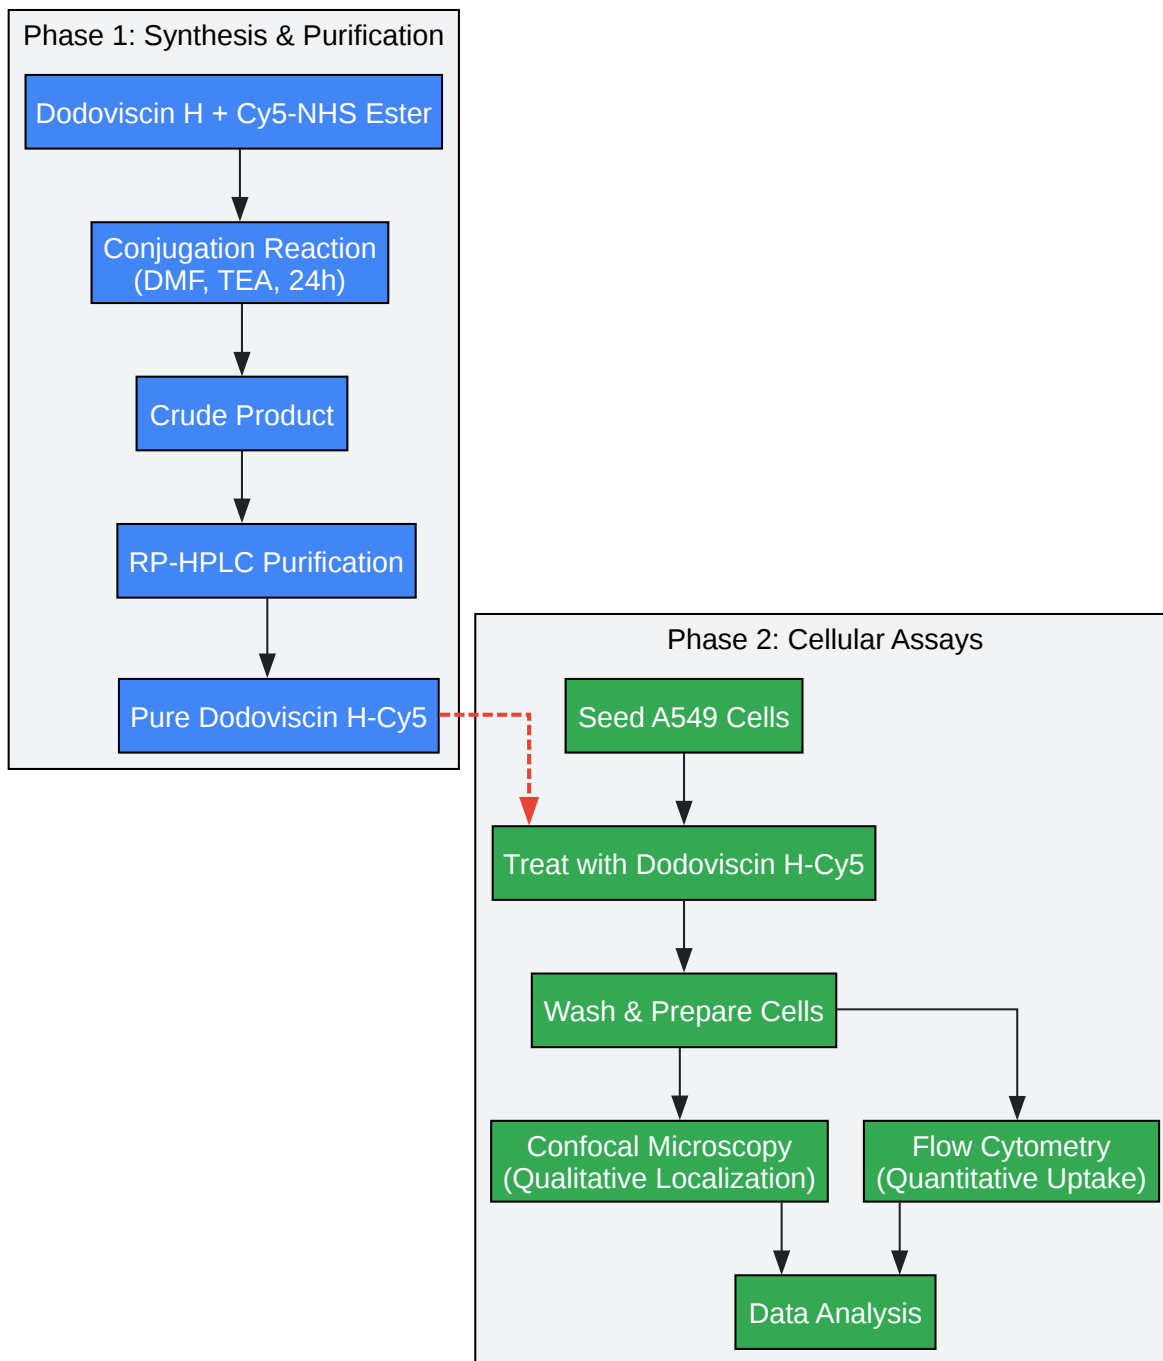 Phase 1: Synthesis & Purification
Dodoviscin H + Cy5-NHS Ester
Conjugation Reaction
(DMF, TEA, 24h)
Crude Product
RP-HPLC Purification
Pure Dodoviscin H-Cy5
Phase 2: Cellular Assays
Seed A549 Cells
Treat with Dodoviscin H-Cy5
Wash & Prepare Cells
Confocal Microscopy
(Qualitative Localization)
Flow Cytometry
(Quantitative Uptake)
Data Analysis